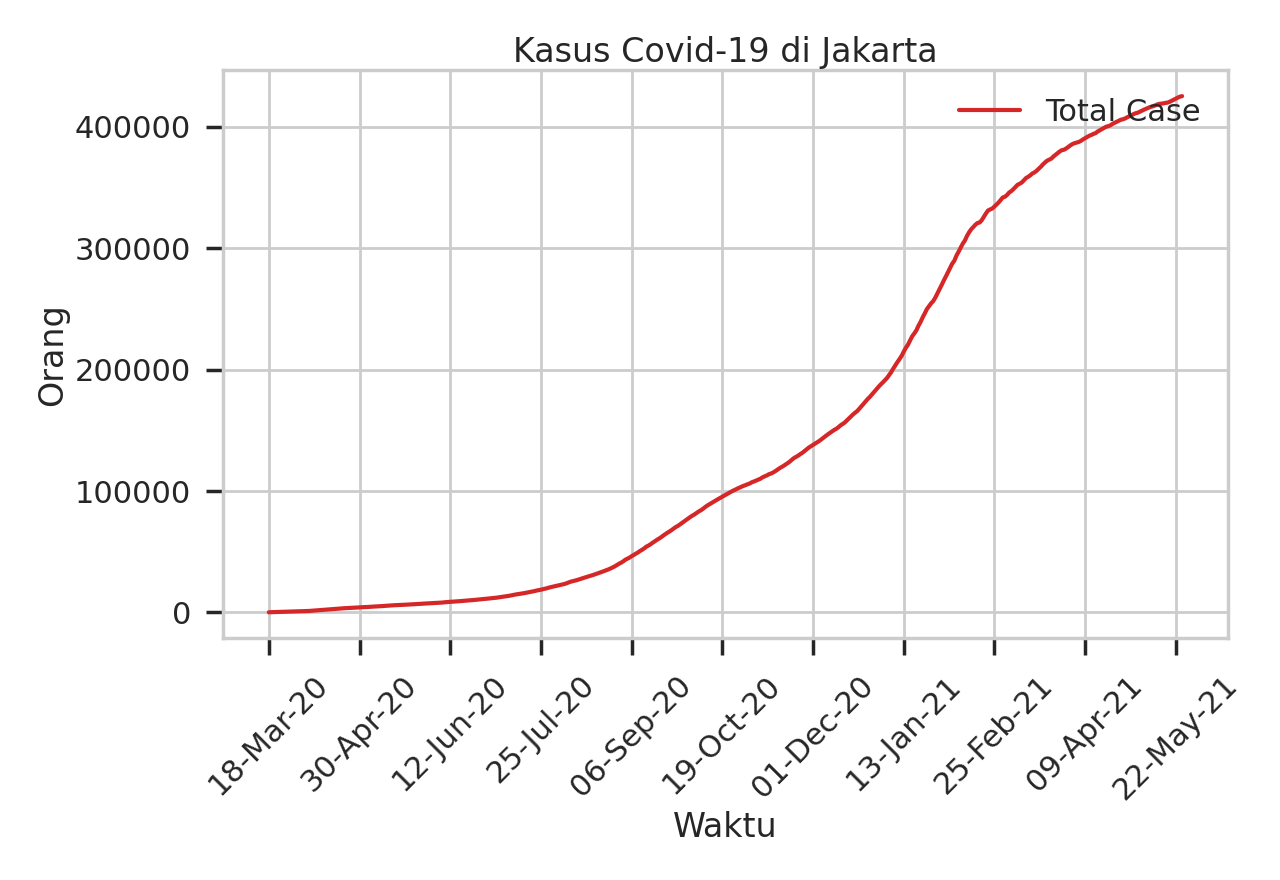 Kasus Covid-19 di Jakarta
Total Case
Orang
400000
300000
200000
100000
0
18-Mar-20
30-Apr-20
12-Jun-20
25-Jul-20
06-Sep-20
19-Oct-20
01-Dec-20
13-Jan-21
25-Feb-21
09-Apr-21
22-May-21
Waktu